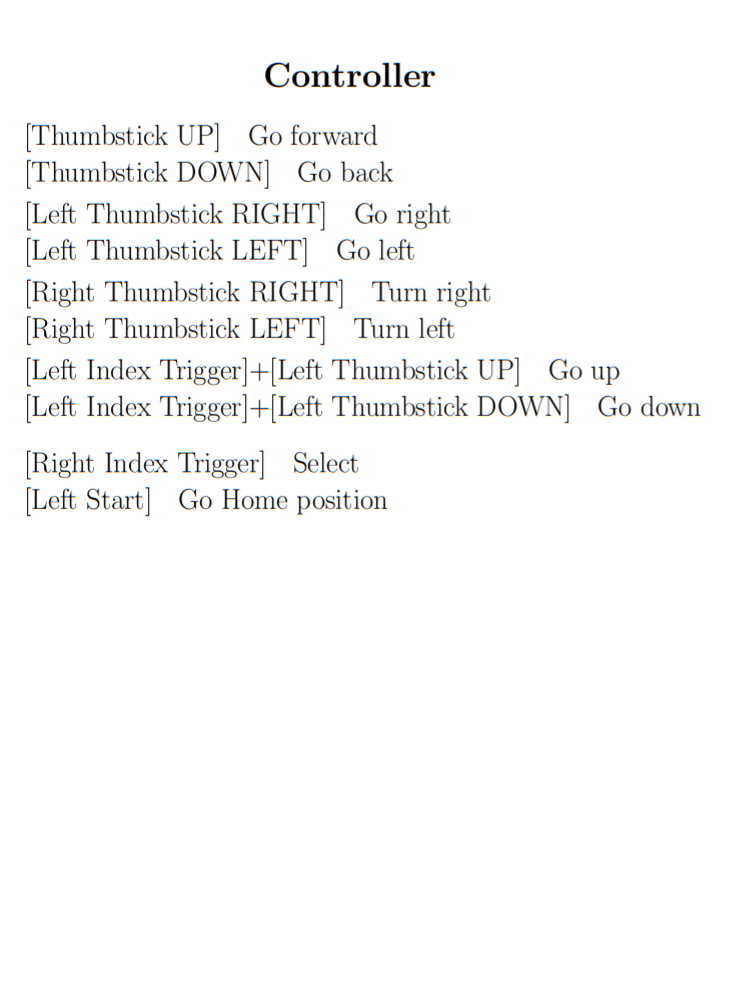 Controller
[Thumbstick UP] Go forward
[Thumbstick DOWN] Go back
[Left Thumbstick RIGHT] Go right
[Left Thumbstick LEFT] Go left
[Right Thumbstick RIGHT] Turn right
[Right Thumbstick LEFT] Turn left
[Left Index Trigger]+[Left Thumbstick UP] Go up
[Left Index Trigger]+[Left Thumbstick DOWN] Go down
[Right Index Trigger] Select
[Left Start] Go Home position